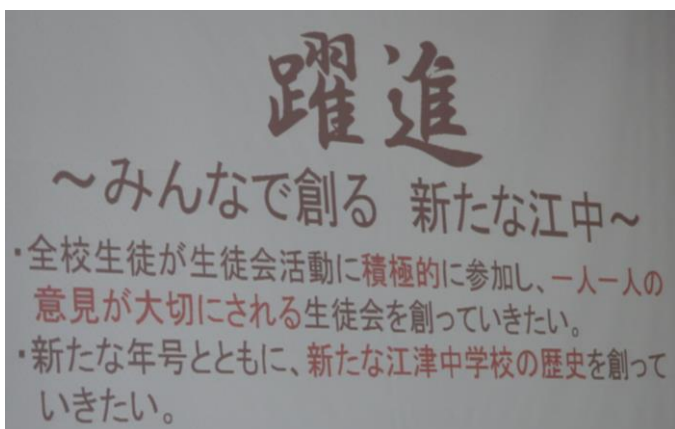 躍進
～みんなで創る 新たな江中～
・全校生徒が生徒会活動に積極的に参加し、一人一人の
意見が大切にされる生徒会を創っていきたい。
・新たな年号とともに、新たな江津中学校の歴史を創って
いきたい。